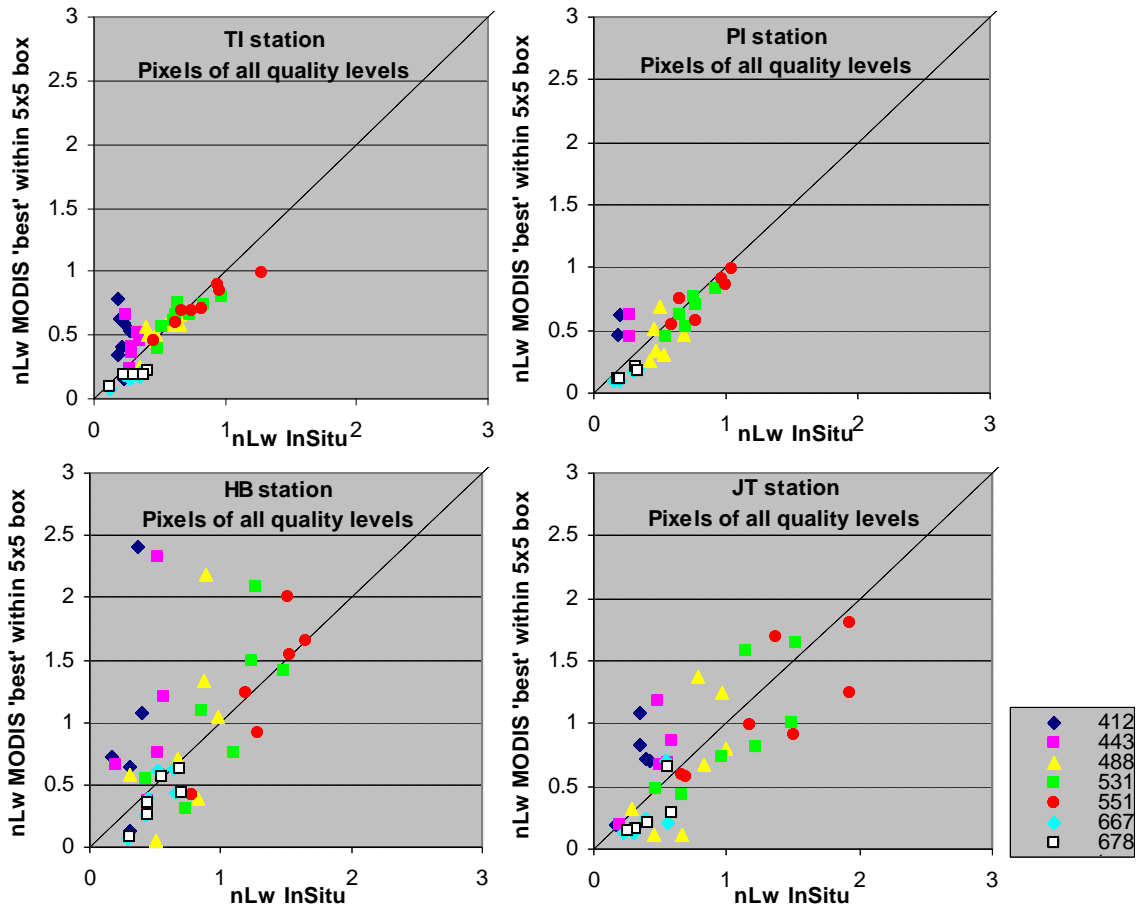 TI station
Pixels of all quality levels
nLw MODIS 'best' within 5x5 box
3
2.5
2
1.5
1
0.5
0
0 1 2 3
nLw InSitu
PI station
Pixels of all quality levels
nLw MODIS 'best' within 5x5 box
3
2.5
2
1.5
1
0.5
0
0 1 2 3
nLw InSitu
HB station
Pixels of all quality levels
nLw MODIS 'best' within 5x5 box
3
2.5
2
1.5
1
0.5
0
0 1 2 3
nLw InSitu
JT station
Pixels of all quality levels
nLw MODIS 'best' within 5x5 box
3
2.5
2
1.5
1
0.5
0
0 1 2 3
nLw InSitu
412
443
488
531
551
667
678